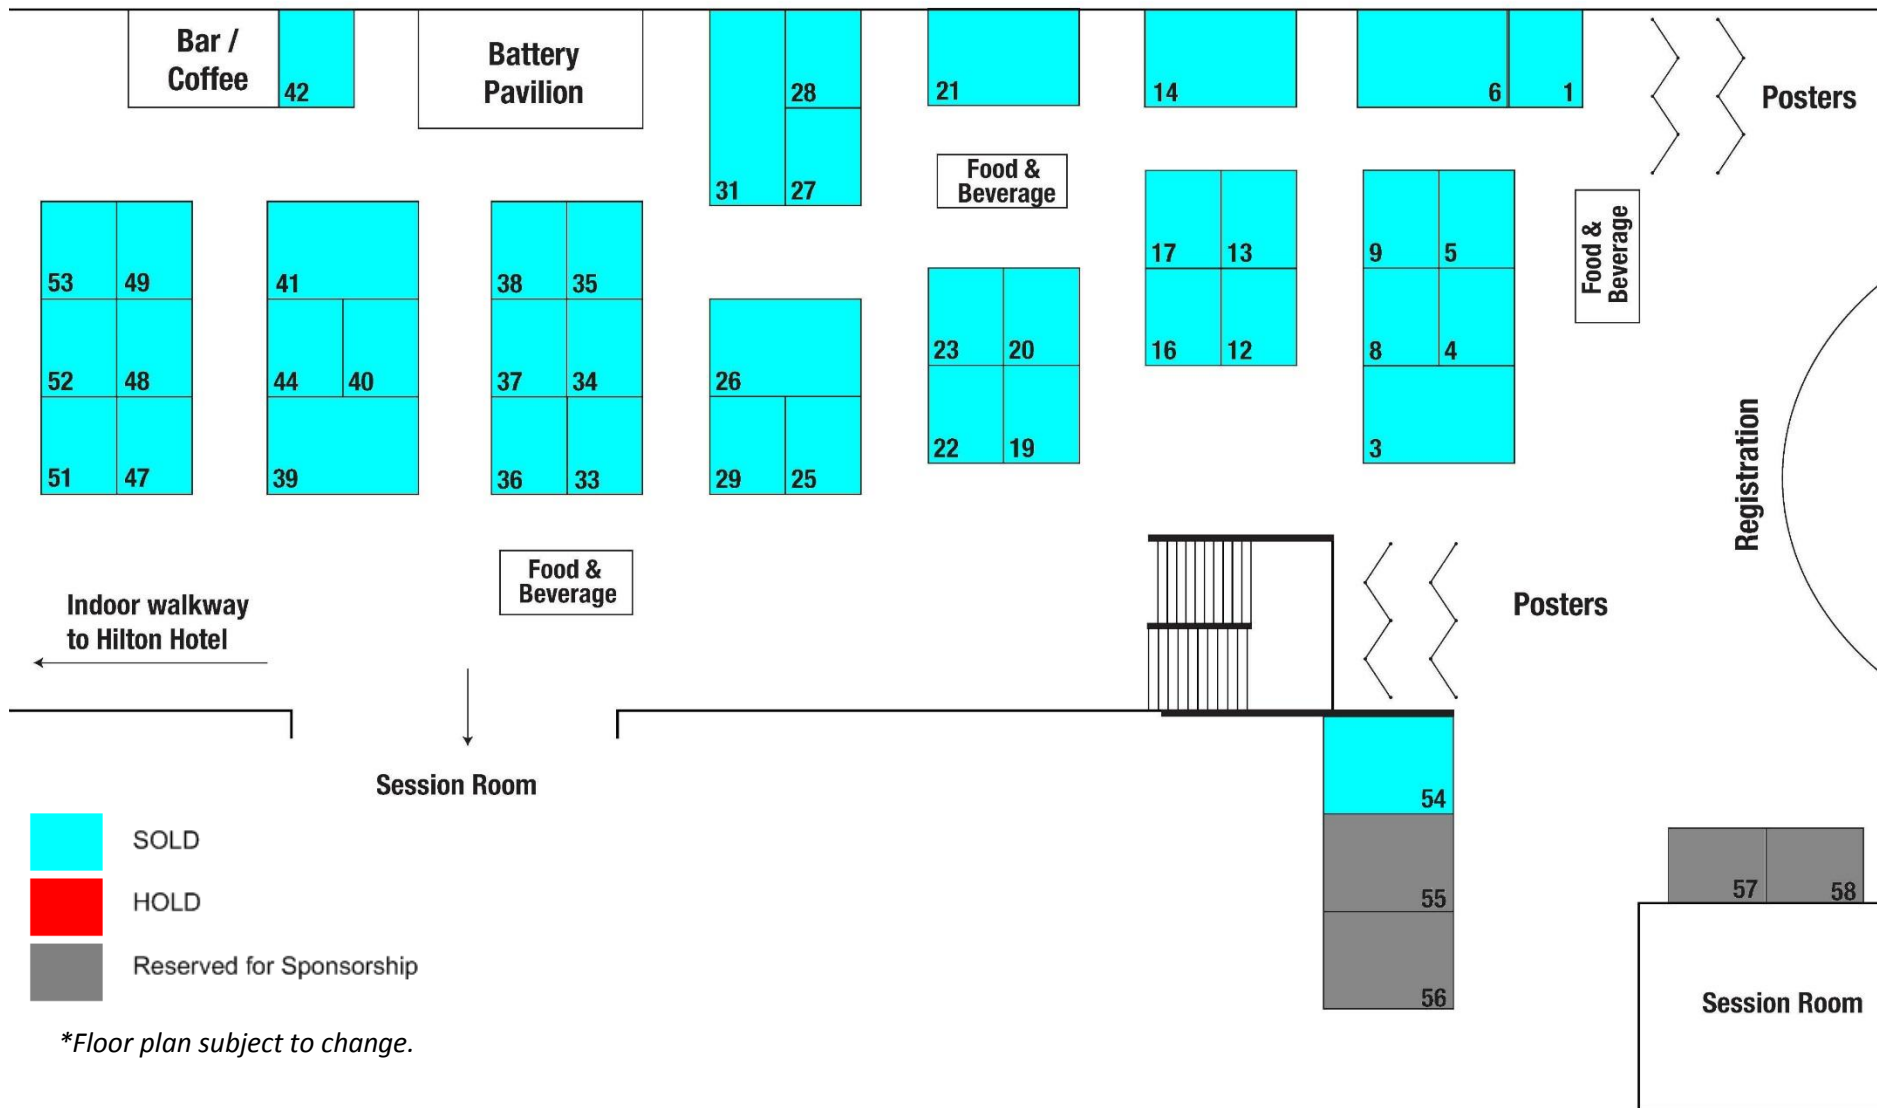 Bar /
Coffee
42
Battery
Pavilion
28
31
27
21
14
6
1
Posters
Food &
Beverage
17
13
16
12
9
5
8
4
3
Food &
Beverage
53
49
52
48
51
47
41
44
40
39
38
35
37
34
36
33
26
29
25
23
20
22
19
Registration
Food &
Beverage
Indoor walkway
to Hilton Hotel
Posters
Session Room
54
55
56
57
58
Session Room
SOLD
HOLD
Reserved for Sponsorship
*Floor plan subject to change.